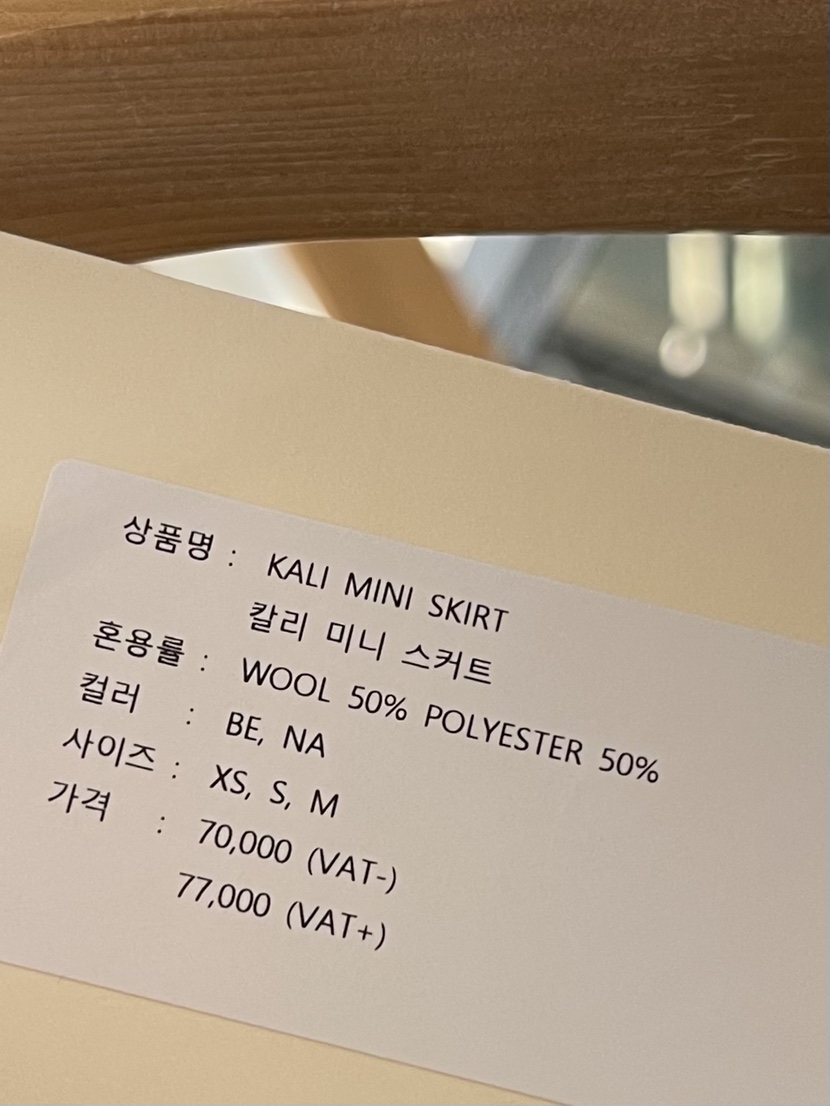 상품명 : KALI MINI SKIRT
칼리 미니 스커트
혼용률 : WOOL 50% POLYESTER 50%
컬러 : BE, NA
사이즈 : XS, S, M
가격 : 70,000 (VAT-)
77,000 (VAT+)